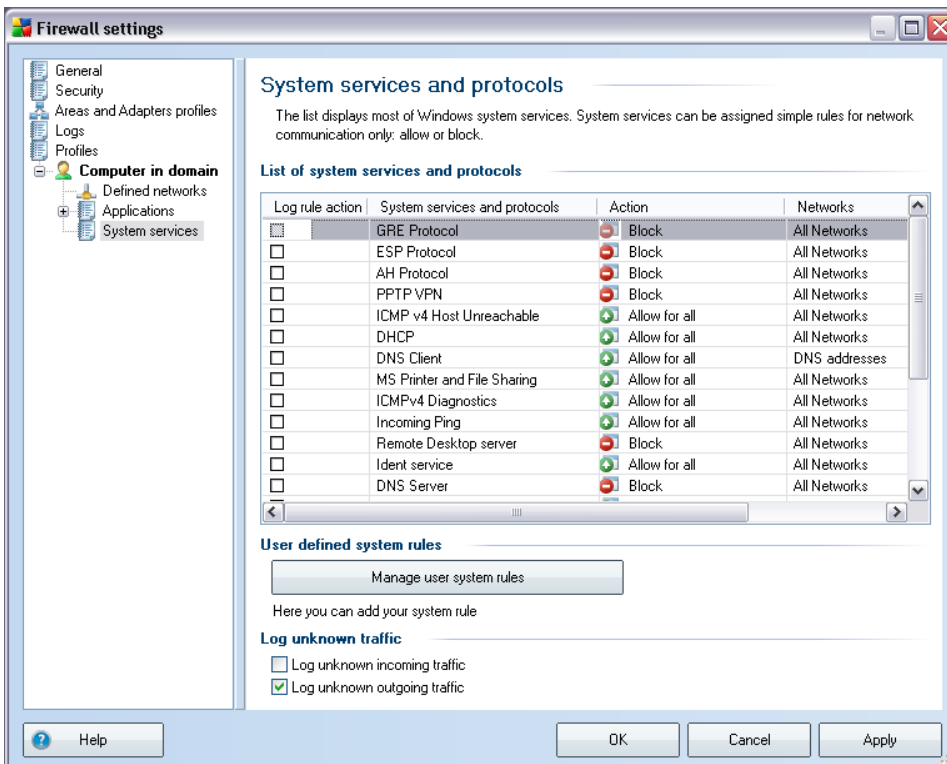 Firewall settings
General
Security
Areas and Adapters profiles
Logs
Profiles
Computer in domain
Defined networks
Applications
System services
System services and protocols
The list displays most of Windows system services. System services can be assigned simple rules for network
communication only: allow or block.
List of system services and protocols
Log rule action System services and protocols Action Networks
GRE Protocol Block All Networks
ESP Protocol Block All Networks
AH Protocol Block All Networks
PPTP VPN Block All Networks
ICMP v4 Host Unreachable Allow for all All Networks
DHCP Allow for all All Networks
DNS Client Allow for all DNS addresses
MS Printer and File Sharing Allow for all All Networks
ICMPv4 Diagnostics Allow for all All Networks
Incoming Ping Allow for all All Networks
Remote Desktop server Block All Networks
Ident service Allow for all All Networks
DNS Server Block All Networks
User defined system rules
Manage user system rules
Here you can add your system rule
Log unknown traffic
Log unknown incoming traffic
Log unknown outgoing traffic
Help OK Cancel Apply